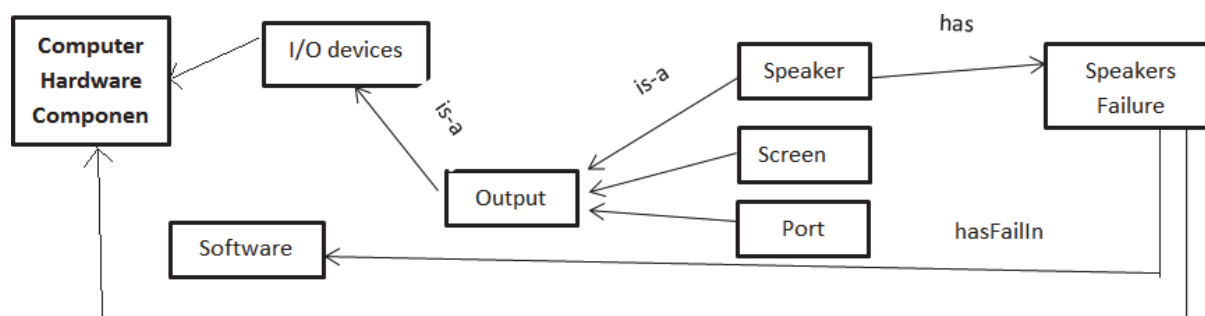 Computer
Hardware
Componen
I/O devices
is-a
Output
Software
is-a
Speaker
Screen
Port
has
Speakers
Failure
hasFailIn